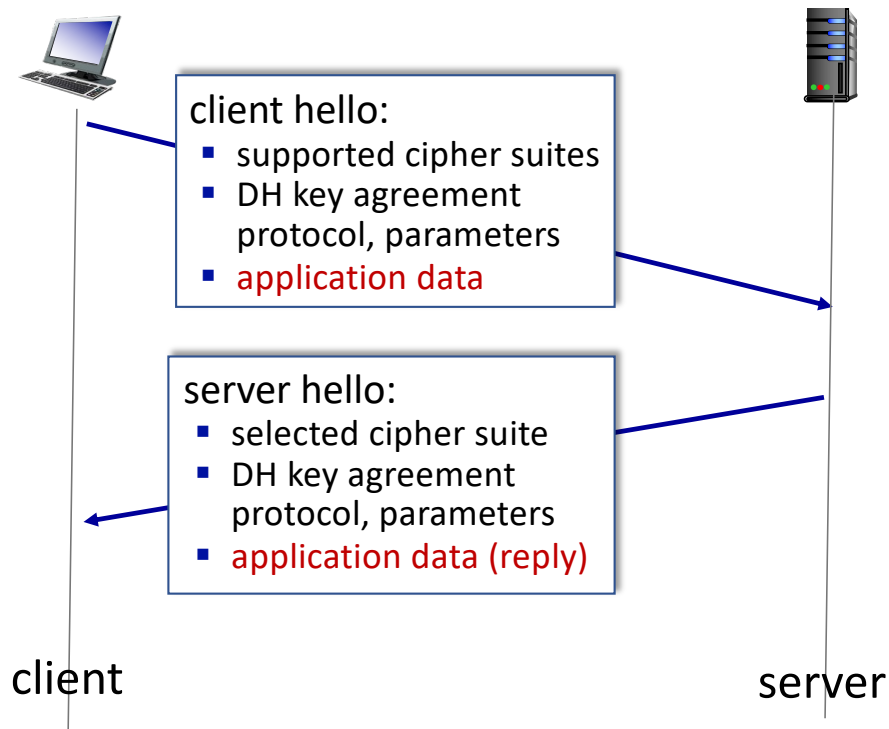 client hello:
▪ supported cipher suites
▪ DH key agreement
protocol, parameters
▪ application data
server hello:
▪ selected cipher suite
▪ DH key agreement
protocol, parameters
▪ application data (reply)
client
server